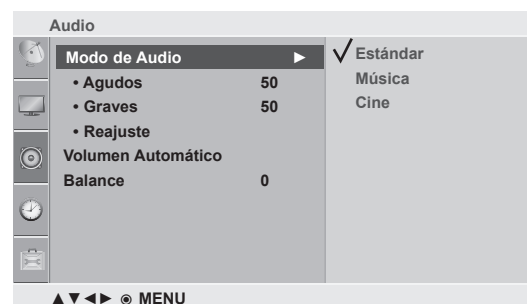 Audio
Modo de Audio ►
• Agudos 50
• Graves 50
• Reajuste
Volumen Automático
Balance 0
✓ Estándar
Música
Cine
▲▼◄► ◉ MENU